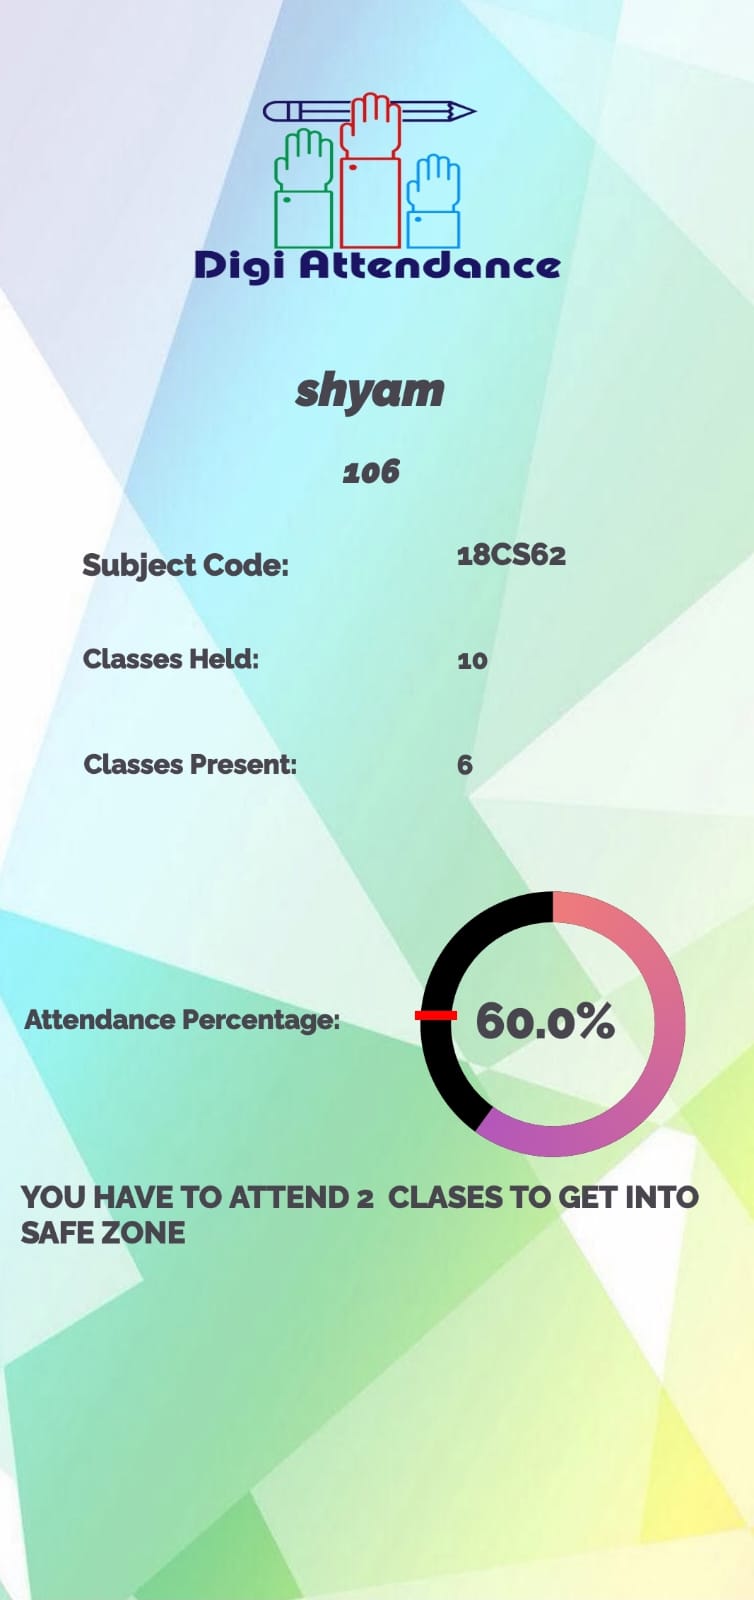 Digi Attendance
shyam
106
Subject Code: 18CS62
Classes Held: 10
Classes Present: 6
Attendance Percentage: 60.0%
YOU HAVE TO ATTEND 2  CLASES TO GET INTO
SAFE ZONE